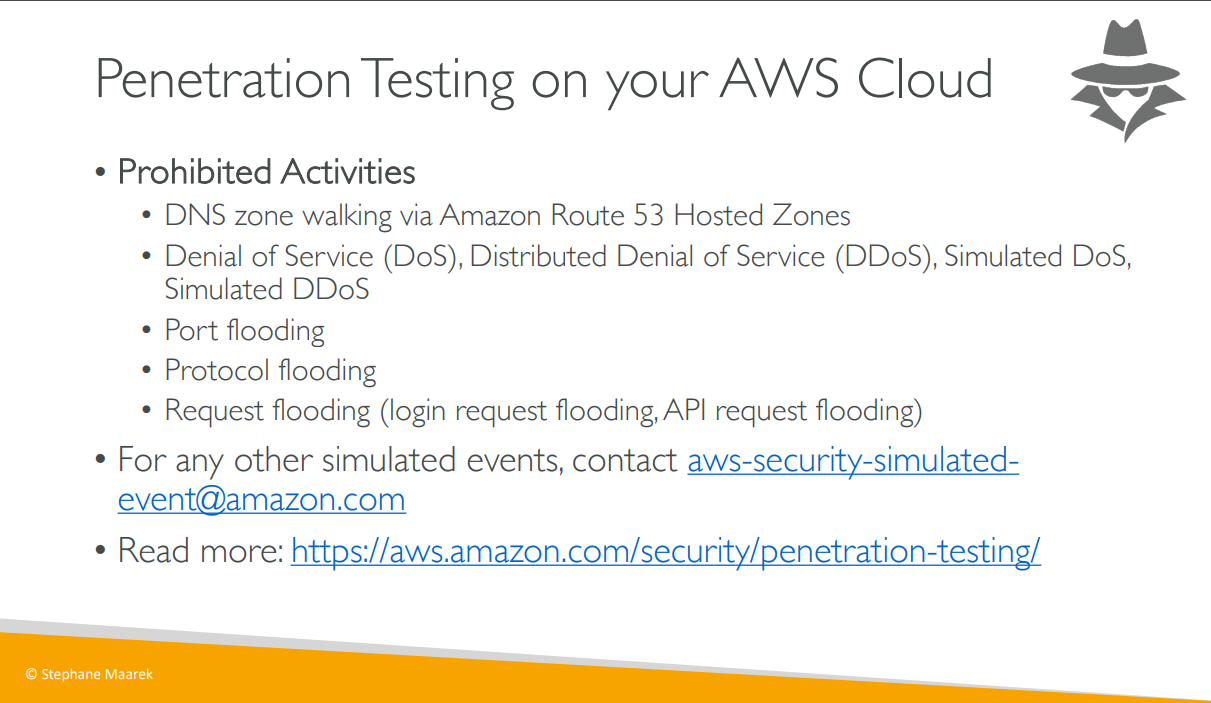 Penetration Testing on your AWS Cloud
• Prohibited Activities
• DNS zone walking via Amazon Route 53 Hosted Zones
• Denial of Service (DoS), Distributed Denial of Service (DDoS), Simulated DoS,
Simulated DDoS
• Port flooding
• Protocol flooding
• Request flooding (login request flooding, API request flooding)
• For any other simulated events, contact aws-security-simulated-
event@amazon.com
• Read more: https://aws.amazon.com/security/penetration-testing/
© Stephane Maarek